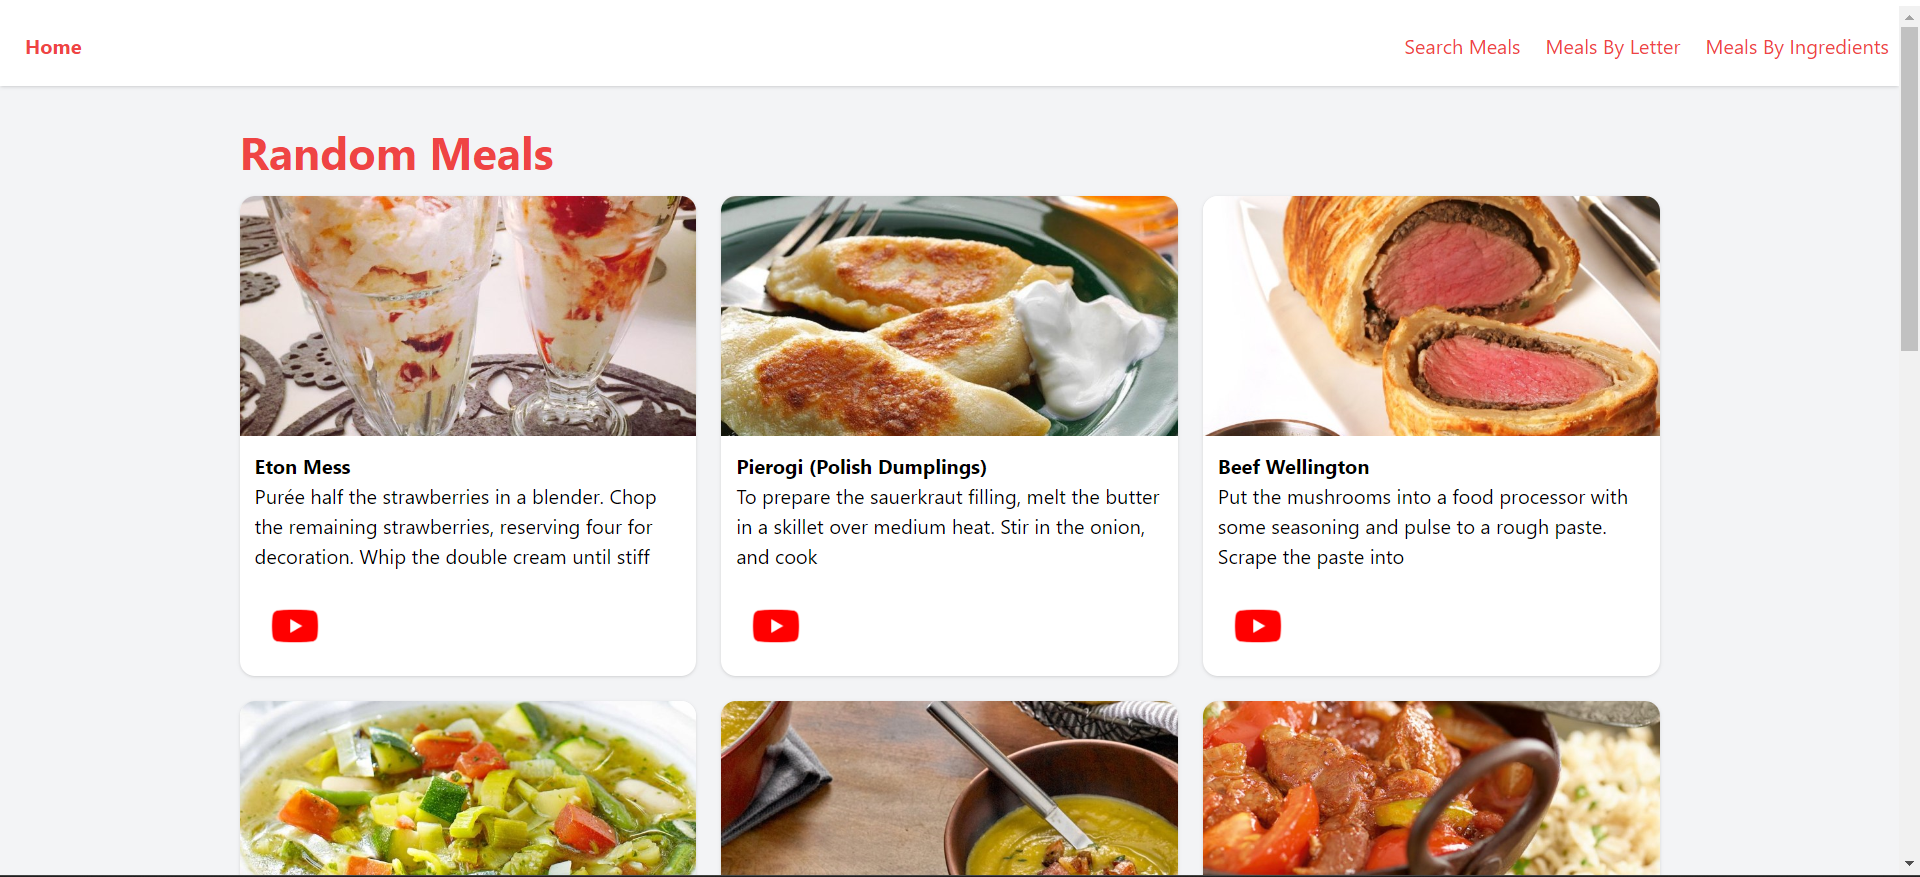 Home
Search Meals
Meals By Letter
Meals By Ingredients
Random Meals
Eton Mess
Purée half the strawberries in a blender. Chop
the remaining strawberries, reserving four for
decoration. Whip the double cream until stiff
Pierogi (Polish Dumplings)
To prepare the sauerkraut filling, melt the butter
in a skillet over medium heat. Stir in the onion,
and cook
Beef Wellington
Put the mushrooms into a food processor with
some seasoning and pulse to a rough paste.
Scrape the paste into